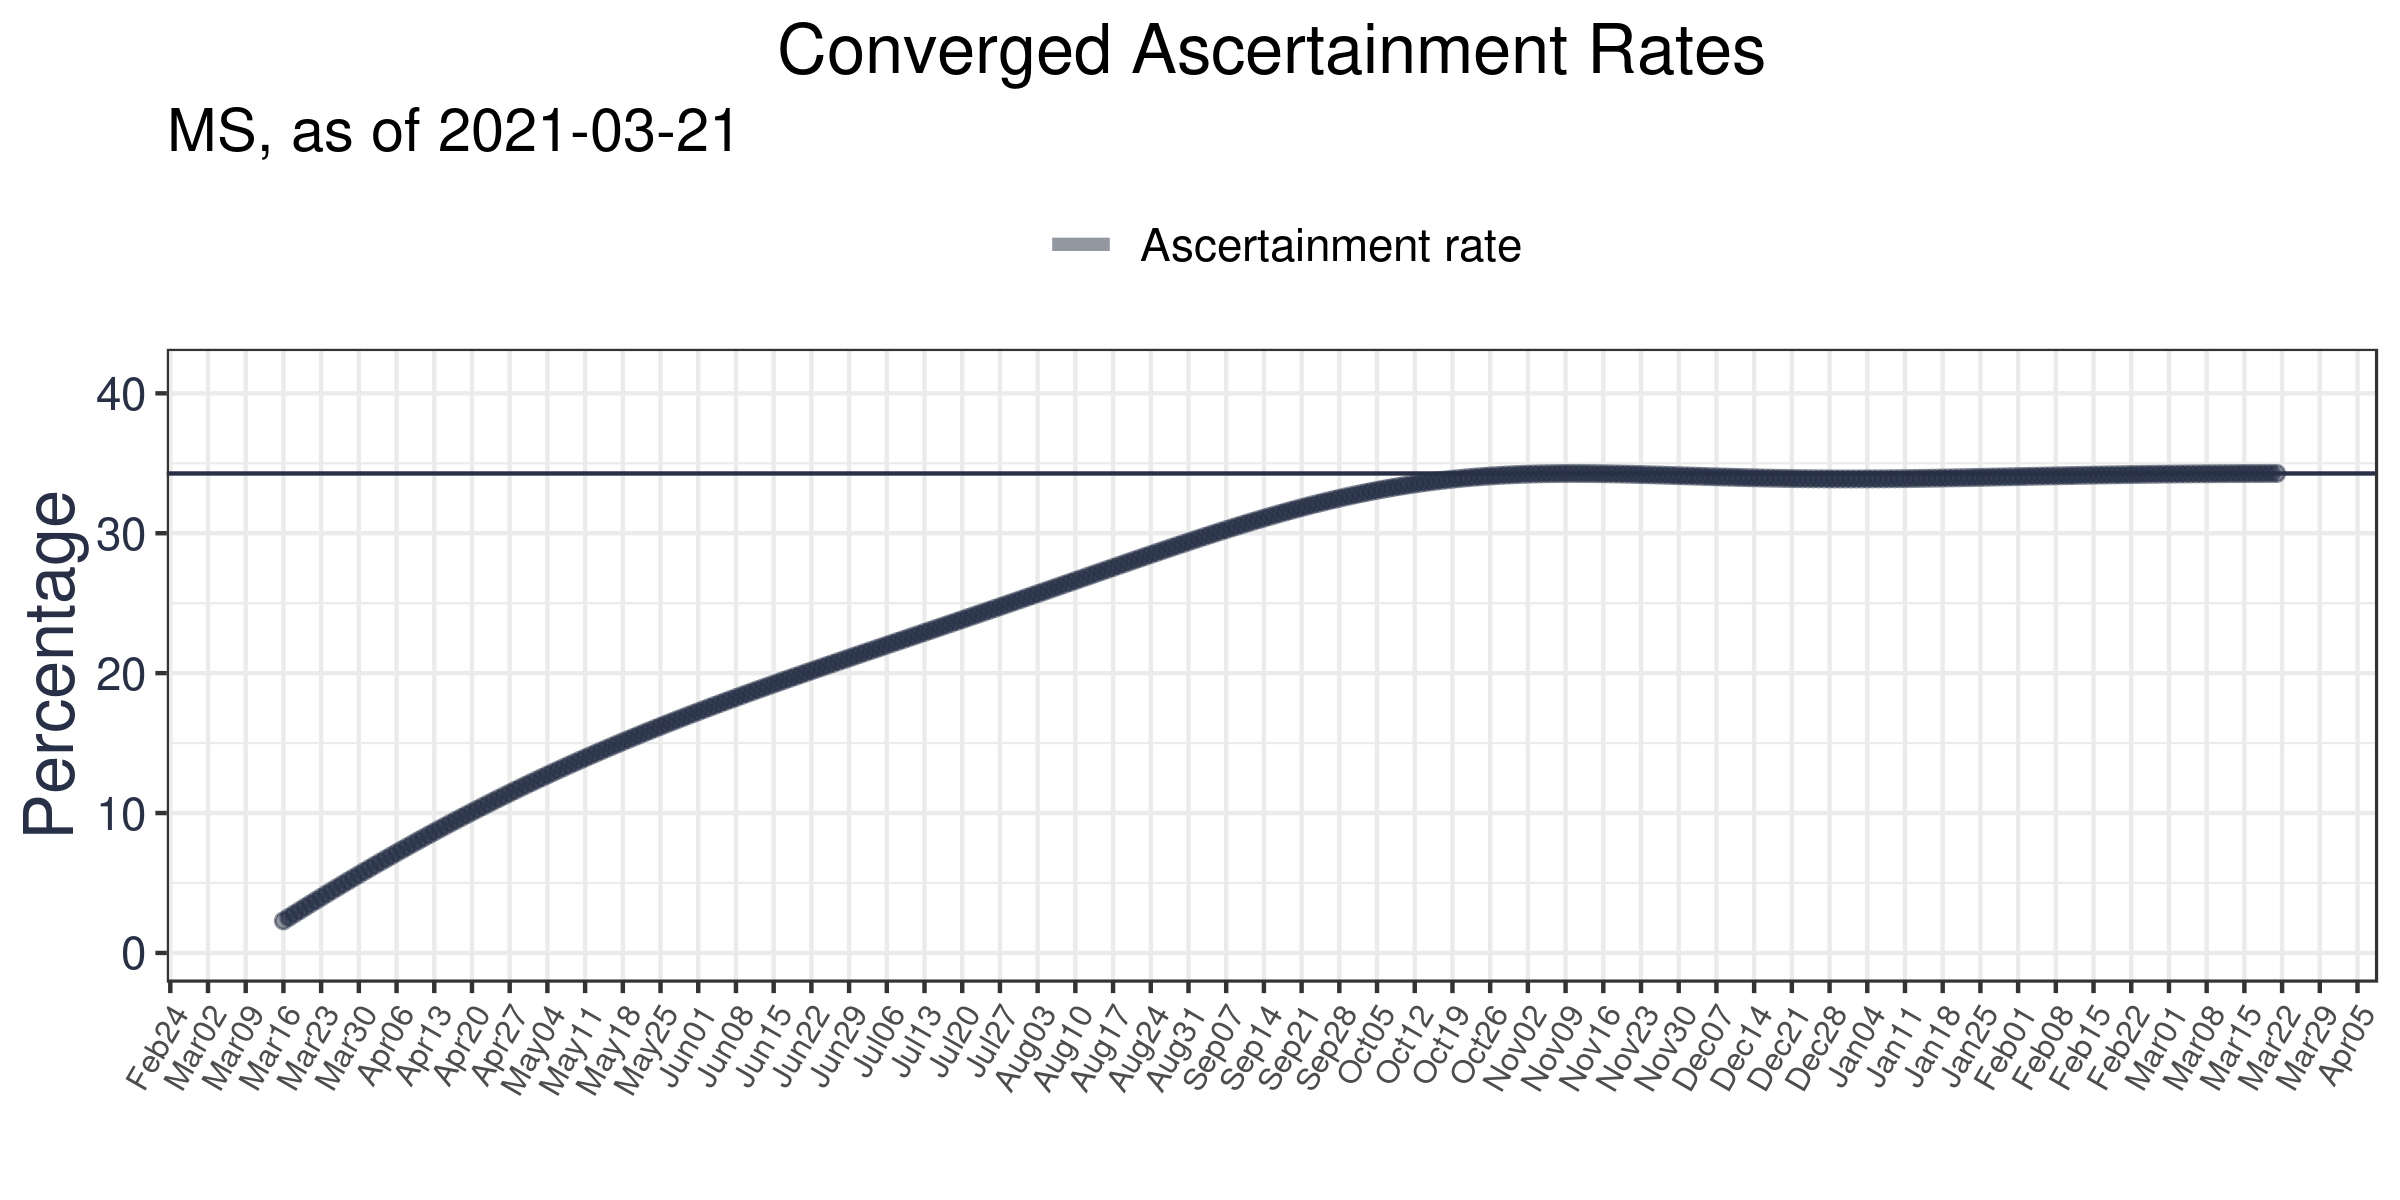 Converged Ascertainment Rates
MS, as of 2021-03-21
Ascertainment rate
Percentage
40
30
20
10
0
Feb24
Mar02
Mar09
Mar16
Mar23
Mar30
Apr06
Apr13
Apr20
Apr27
May04
May11
May18
May25
Jun01
Jun08
Jun15
Jun22
Jun29
Jul06
Jul13
Jul20
Jul27
Aug03
Aug10
Aug17
Aug24
Aug31
Sep07
Sep14
Sep21
Sep28
Oct05
Oct12
Oct19
Oct26
Nov02
Nov09
Nov16
Nov23
Nov30
Dec07
Dec14
Dec21
Dec28
Jan04
Jan11
Jan18
Jan25
Feb01
Feb08
Feb15
Feb22
Mar01
Mar08
Mar15
Mar22
Mar29
Apr05